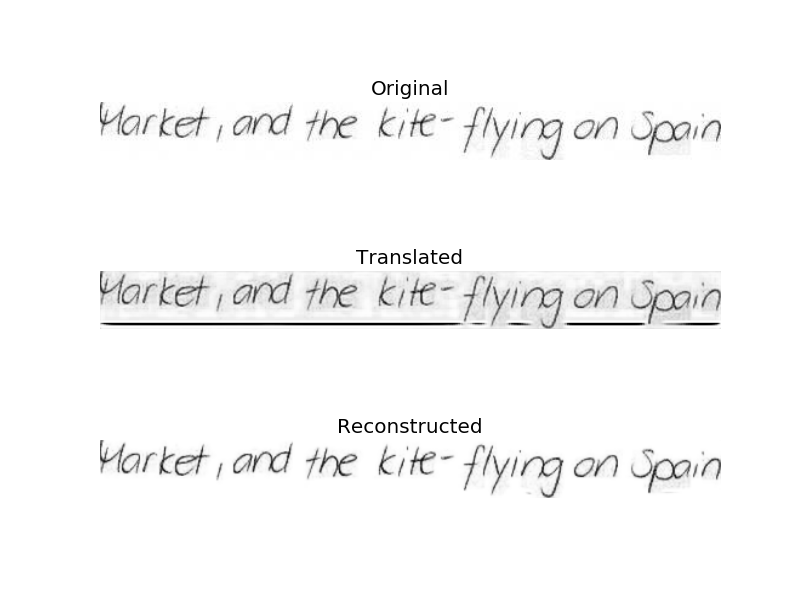 Original
Market, and the kite-flying on Spain
Translated
Market, and the kite-flying on Spain
Reconstructed
Market, and the kite-flying on Spain